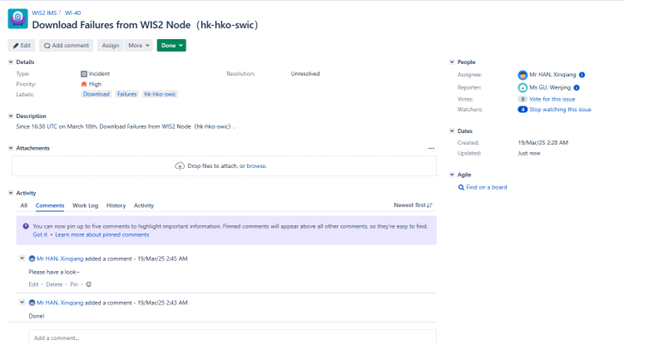 WIS2 IMS / WI-40
Download Failures from WIS2 Node（hk-hko-swic）
Edit Add comment Assign More Done
Details
Type: Incident Resolution: Unresolved
Priority: High
Labels: Download Failures hk-hko-swic
Description
Since 16:30 UTC on March 18th, Download Failures from WIS2 Node（hk-hko-swic）.
Attachments
Drop files to attach, or browse.
Activity
All Comments Work Log History Activity Newest first
You can now pin up to five comments to highlight important information. Pinned comments will appear above all other comments, so they're easy to find.
Got it • Learn more about pinned comments
Mr HAN, Xinqiang added a comment - 19/Mar/25 2:45 AM
Please have a look~
Edit · Delete · Pin ·
Mr HAN, Xinqiang added a comment - 19/Mar/25 2:43 AM
Done!
Add a comment...
People
Assignee: Mr HAN, Xinqiang
Reporter: Ms GU, Wenjing
Votes: 0 Vote for this issue
Watchers: 4 Stop watching this issue
Dates
Created: 19/Mar/25 2:28 AM
Updated: Just now
Agile
Find on a board